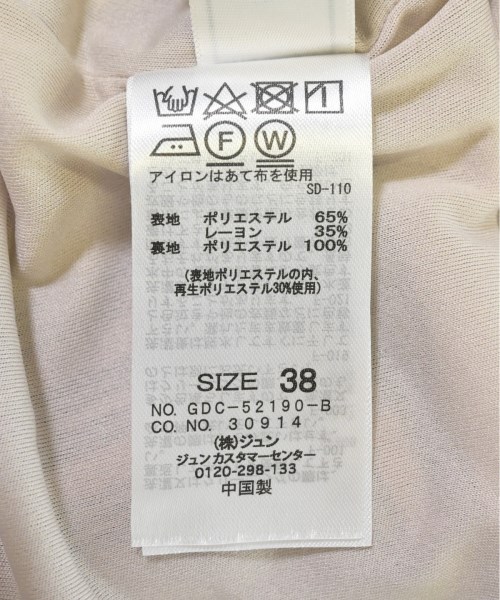 F W
アイロンはあて布を使用
SD-110
表地 ポリエステル 65%
レーヨン 35%
裏地 ポリエステル 100%
(表地ポリエステルの内、
再生ポリエステル30%使用)
SIZE 38
NO. GDC-52190-B
CO. NO. 30914
(株)ジュン
ジュン カスタマーセンター
0120-298-133
中国製